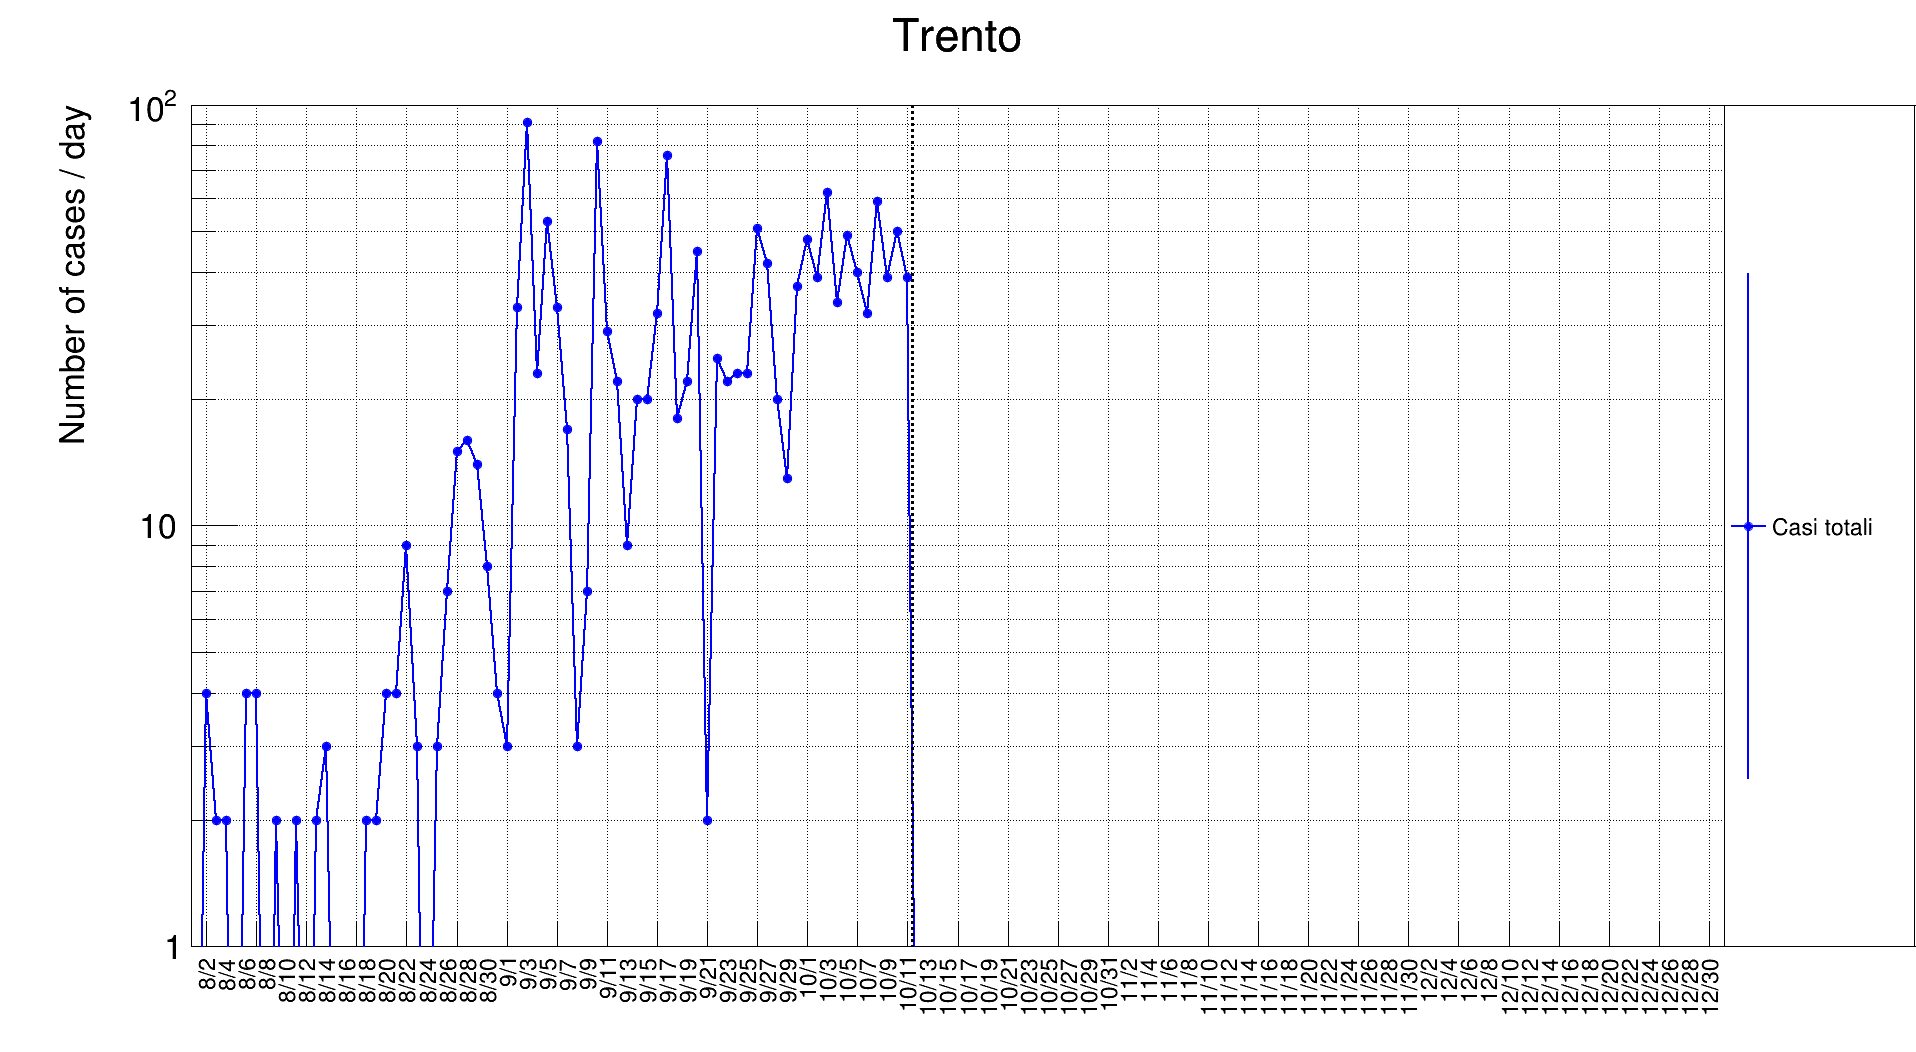 Trento
Number of cases / day
10²
10
1
8/2 8/4 8/6 8/8 8/10 8/12 8/14 8/16 8/18 8/20 8/22 8/24 8/26 8/28 8/30 9/1 9/3 9/5 9/7 9/9 9/11 9/13 9/15 9/17 9/19 9/21 9/23 9/25 9/27 9/29 10/1 10/3 10/5 10/7 10/9 10/11 10/13 10/15 10/17 10/19 10/21 10/23 10/25 10/27 10/29 10/31 11/2 11/4 11/6 11/8 11/10 11/12 11/14 11/16 11/18 11/20 11/22 11/24 11/26 11/28 11/30 12/2 12/4 12/6 12/8 12/10 12/12 12/14 12/16 12/18 12/20 12/22 12/24 12/26 12/28 12/30
Casi totali